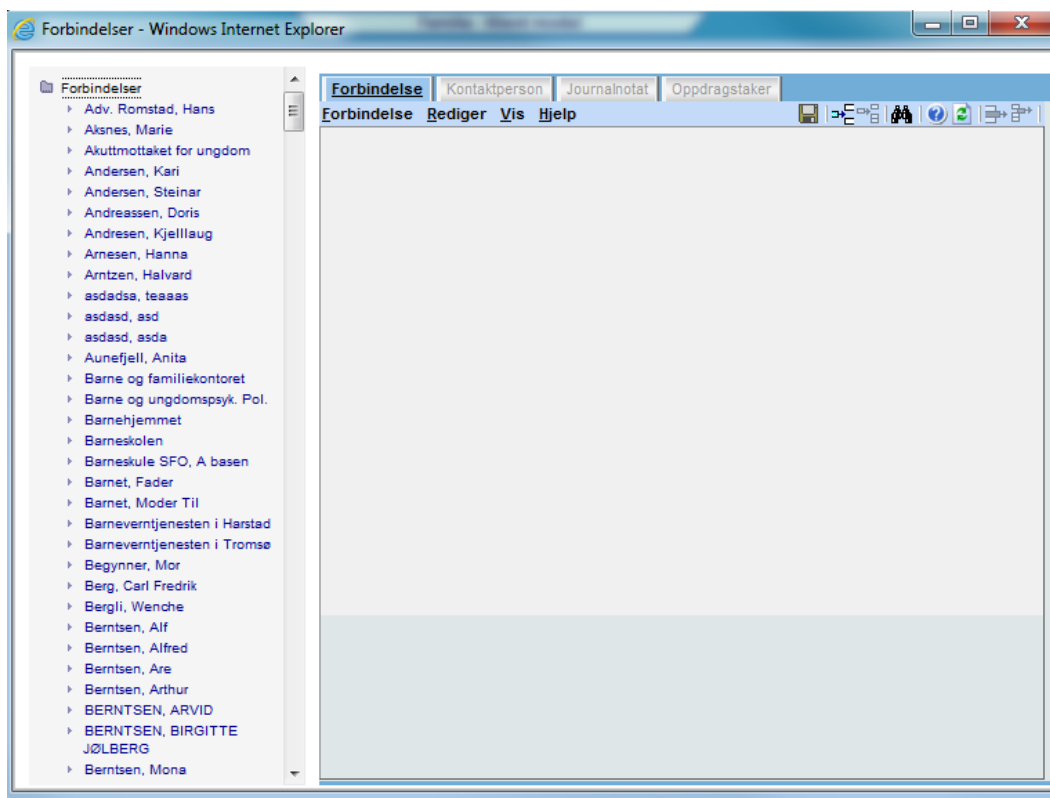 Forbindelser - Windows Internet Explorer
Forbindelser
Adv. Romstad, Hans
Aksnes, Marie
Akuttmottaket for ungdom
Andersen, Kari
Andersen, Steinar
Andreassen, Doris
Andresen, Kjelllaug
Arnesen, Hanna
Arntzen, Halvard
asdadsa, teaaas
asdasd, asd
asdasd, asda
Aunefjell, Anita
Barne og familiekontoret
Barne og ungdomspsyk. Pol.
Barnehjemmet
Barneskolen
Barneskule SFO, A basen
Barnet, Fader
Barnet, Moder Til
Barneverntjenesten i Harstad
Barneverntjenesten i Tromsø
Begynner, Mor
Berg, Carl Fredrik
Bergli, Wenche
Berntsen, Alf
Berntsen, Alfred
Berntsen, Are
Berntsen, Arthur
BERNTSEN, ARVID
BERNTSEN, BIRGITTE
JØLBERG
Berntsen, Mona
Forbindelse Kontaktperson Journalnotat Oppdragstaker
Forbindelse Rediger Vis Hjelp